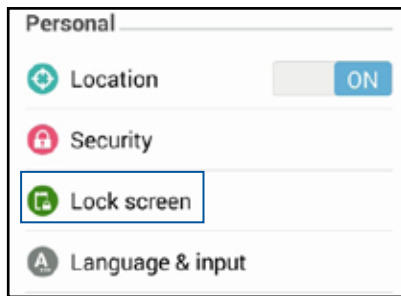 Personal
Location ON
Security
Lock screen
Language & input